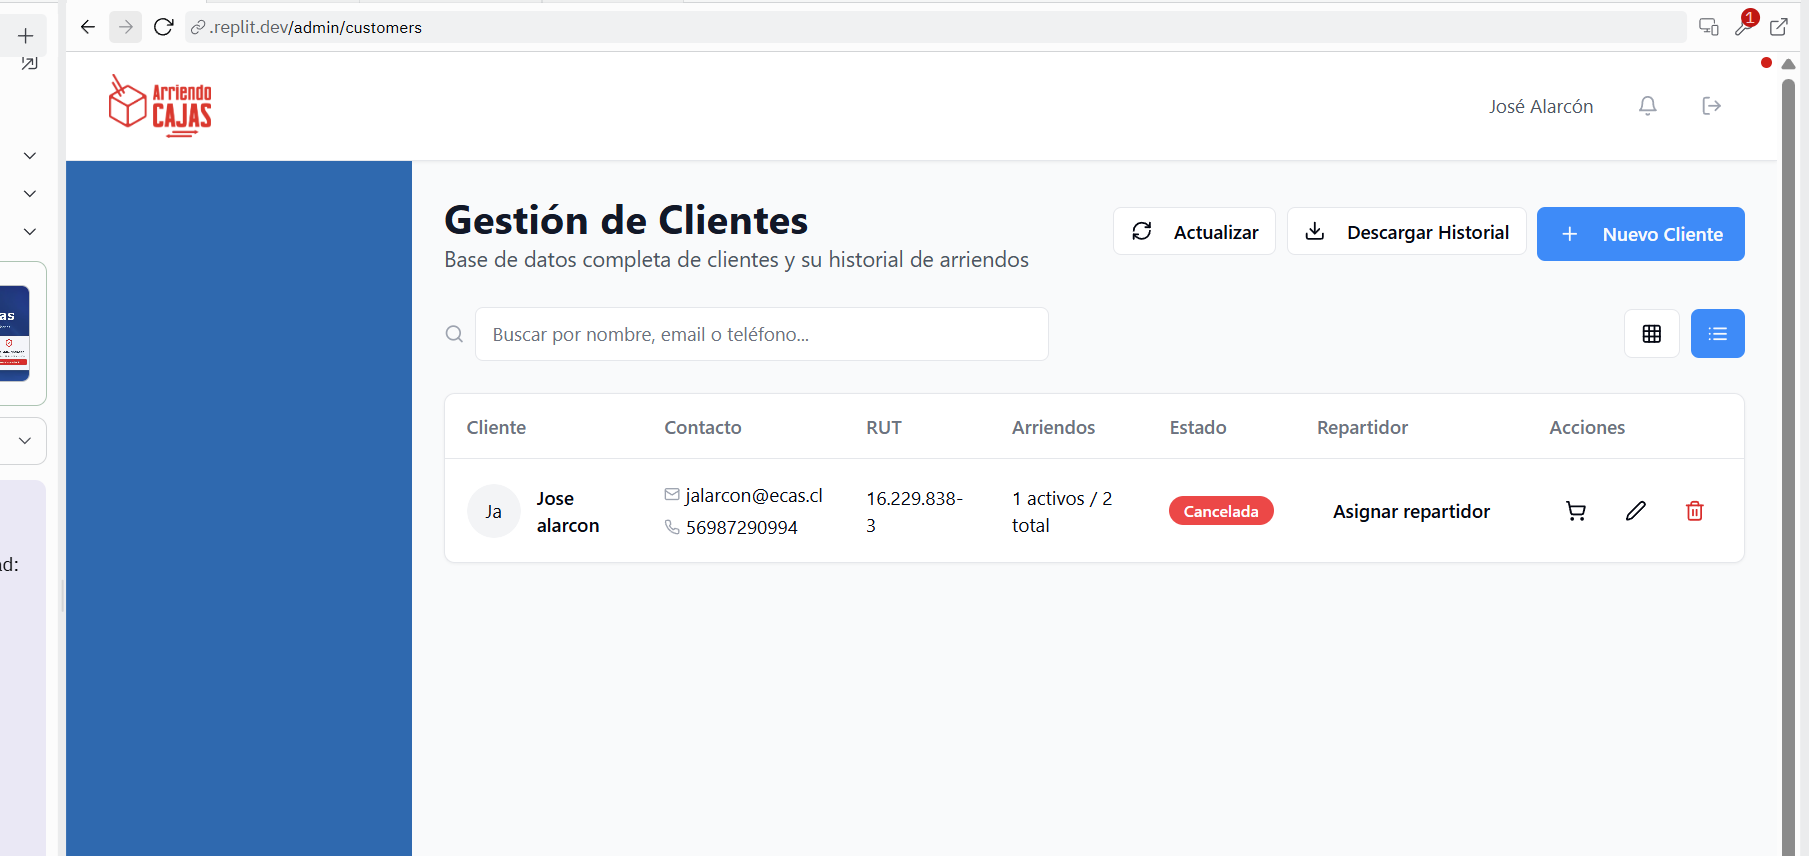 .replit.dev/admin/customers
1
Arriendo
CAJAS
José Alarcón
Gestión de Clientes
Base de datos completa de clientes y su historial de arriendos
Actualizar
Descargar Historial
Nuevo Cliente
Buscar por nombre, email o teléfono...
Cliente
Contacto
RUT
Arriendos
Estado
Repartidor
Acciones
Ja
Jose
alarcon
jalarcon@ecas.cl
56987290994
16.229.838-
3
1 activos / 2
total
Cancelada
Asignar repartidor
as
ad: